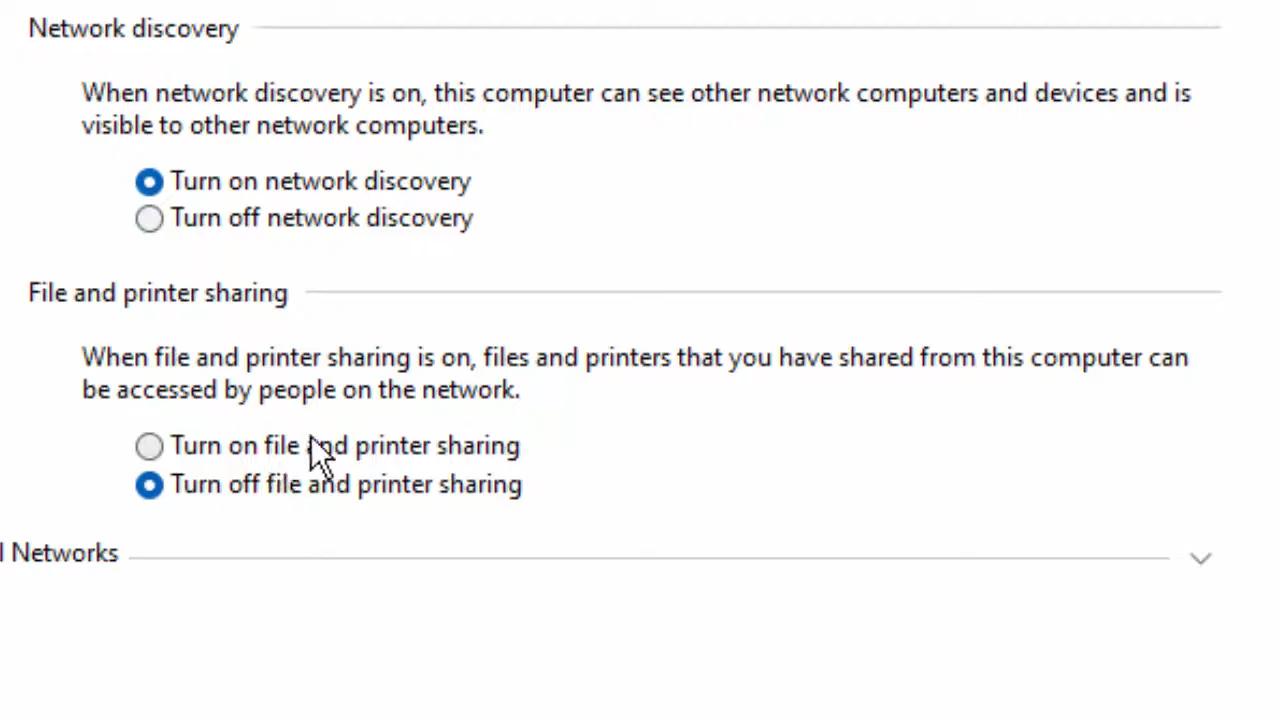 Network discovery
When network discovery is on, this computer can see other network computers and devices and is
visible to other network computers.
Turn on network discovery
Turn off network discovery
File and printer sharing
When file and printer sharing is on, files and printers that you have shared from this computer can
be accessed by people on the network.
Turn on file and printer sharing
Turn off file and printer sharing
l Networks